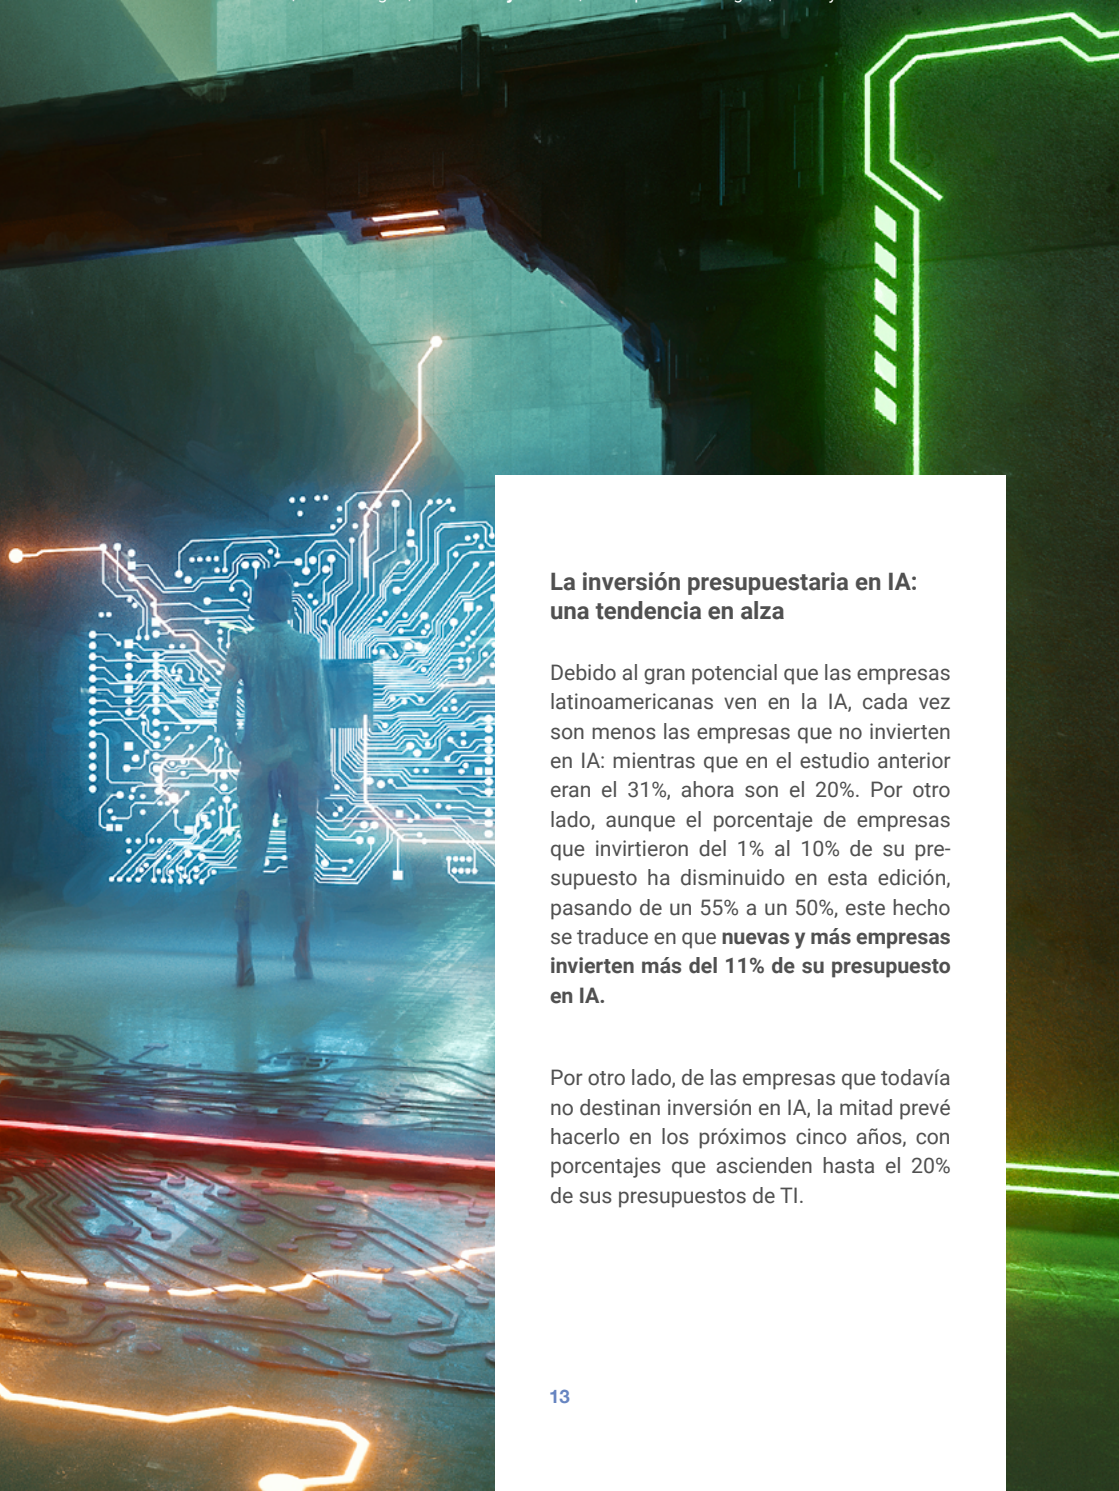 La inversión presupuestaria en IA:
una tendencia en alza
Debido al gran potencial que las empresas
latinoamericanas ven en la IA, cada vez
son menos las empresas que no invierten
en IA: mientras que en el estudio anterior
eran el 31%, ahora son el 20%. Por otro
lado, aunque el porcentaje de empresas
que invirtieron del 1% al 10% de su pre-
supuesto ha disminuido en esta edición,
pasando de un 55% a un 50%, este hecho
se traduce en que nuevas y más empresas
invierten más del 11% de su presupuesto
en IA.
Por otro lado, de las empresas que todavía
no destinan inversión en IA, la mitad prevé
hacerlo en los próximos cinco años, con
porcentajes que ascienden hasta el 20%
de sus presupuestos de TI.
13